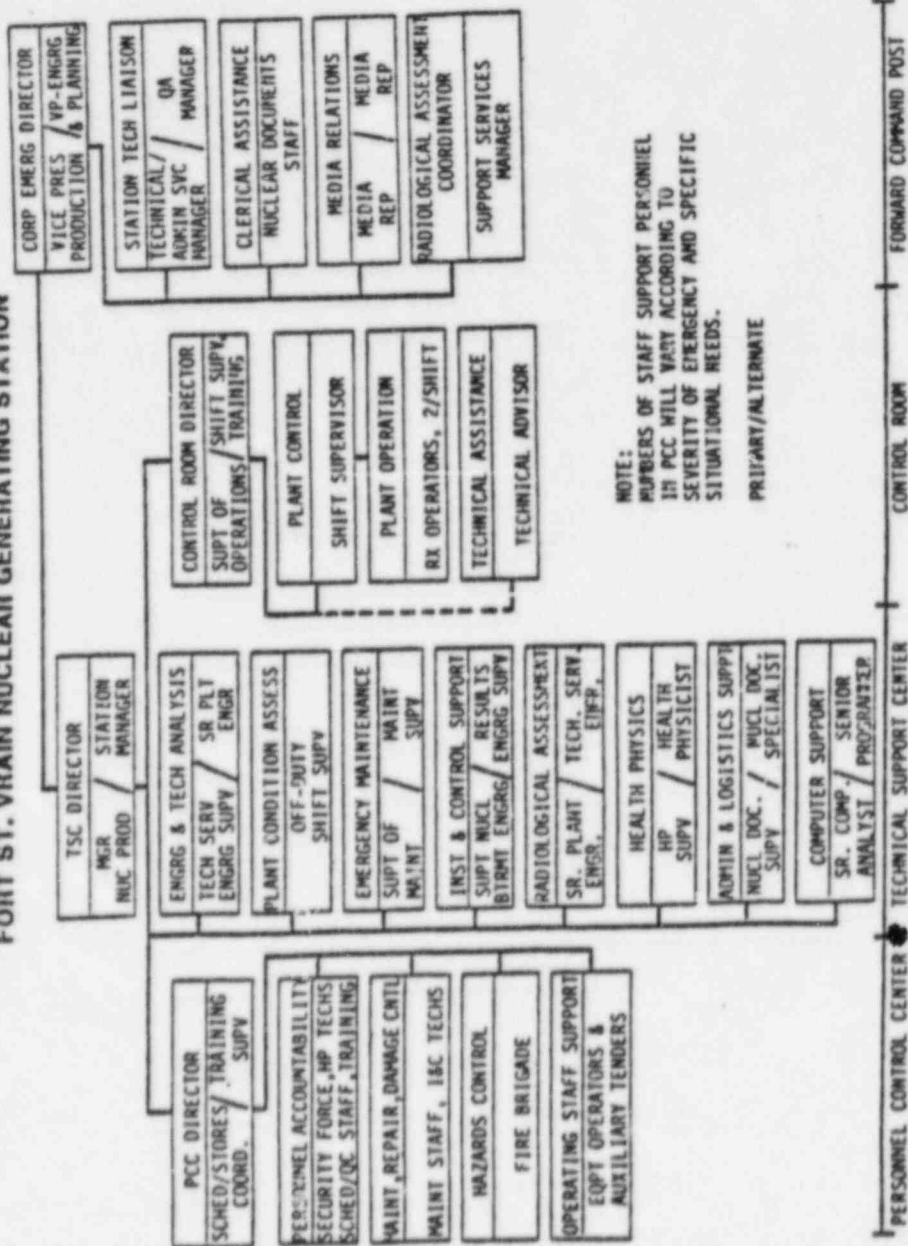 FORT ST. VRAIN NUCLEAR GENERATING STATION
CORP EMERG DIRECTOR
VICE PRES / VP-ENGRG
PRODUCTION / & PLANNING
STATION TECH LIAISON
TECHNICAL/ QA
ADMIN SVC / MANAGER
MANAGER
CLERICAL ASSISTANCE
NUCLEAR DOCUMENTS
STAFF
MEDIA RELATIONS
MEDIA / MEDIA
REP / REP
RADIOLOGICAL ASSESSMENT
COORDINATOR
SUPPORT SERVICES
MANAGER
TSC DIRECTOR
MGR / STATION
NUC PROD / MANAGER
CONTROL ROOM DIRECTOR
SUPT OF / SHIFT SUPV,
OPERATIONS / TRAINING
PLANT CONTROL
SHIFT SUPERVISOR
PLANT OPERATION
RX OPERATORS, 2/SHIFT
TECHNICAL ASSISTANCE
TECHNICAL ADVISOR
ENGRG & TECH ANALYSIS
TECH SERV / SR PLT
ENGRG SUPV / ENGR
PLANT CONDITION ASSESS
OFF-DUTY
SHIFT SUPV
EMERGENCY MAINTENANCE
SUPT OF / MAINT
MAINT / SUPV
INST & CONTROL SUPPORT
SUPT NUCL / RESULTS
BTRMT ENGRG / ENGRG SUPV
RADIOLOGICAL ASSESSMENT
SR. PLANT / TECH. SERV.
ENGR. /
HEALTH PHYSICS
HP / HEALTH
SUPV / PHYSICIST
ADMIN & LOGISTICS SUPPT
NUCL DOC. / NUCL DOC.
SUPV / SPECIALIST
COMPUTER SUPPORT
SR. COMP. / SENIOR
ANALYST / PROGRAMMER
PCC DIRECTOR
SCHED/STORES / TRAINING
COORD. / SUPV
PERSONNEL ACCOUNTABILITY
SECURITY FORCE, HP TECHS
SCHED/QC STAFF, TRAINING
MAINT, REPAIR, DAMAGE CNTL
MAINT STAFF, I&C TECHS
HAZARDS CONTROL
FIRE BRIGADE
OPERATING STAFF SUPPORT
EQPT OPERATORS &
AUXILIARY TENDERS
NOTE:
NUMBERS OF STAFF SUPPORT PERSONNEL
IN PCC WILL VARY ACCORDING TO
SEVERITY OF EMERGENCY AND SPECIFIC
SITUATIONAL NEEDS.
PRIMARY/ALTERNATE
PERSONNEL CONTROL CENTER
TECHNICAL SUPPORT CENTER
CONTROL ROOM
FORWARD COMMAND POST